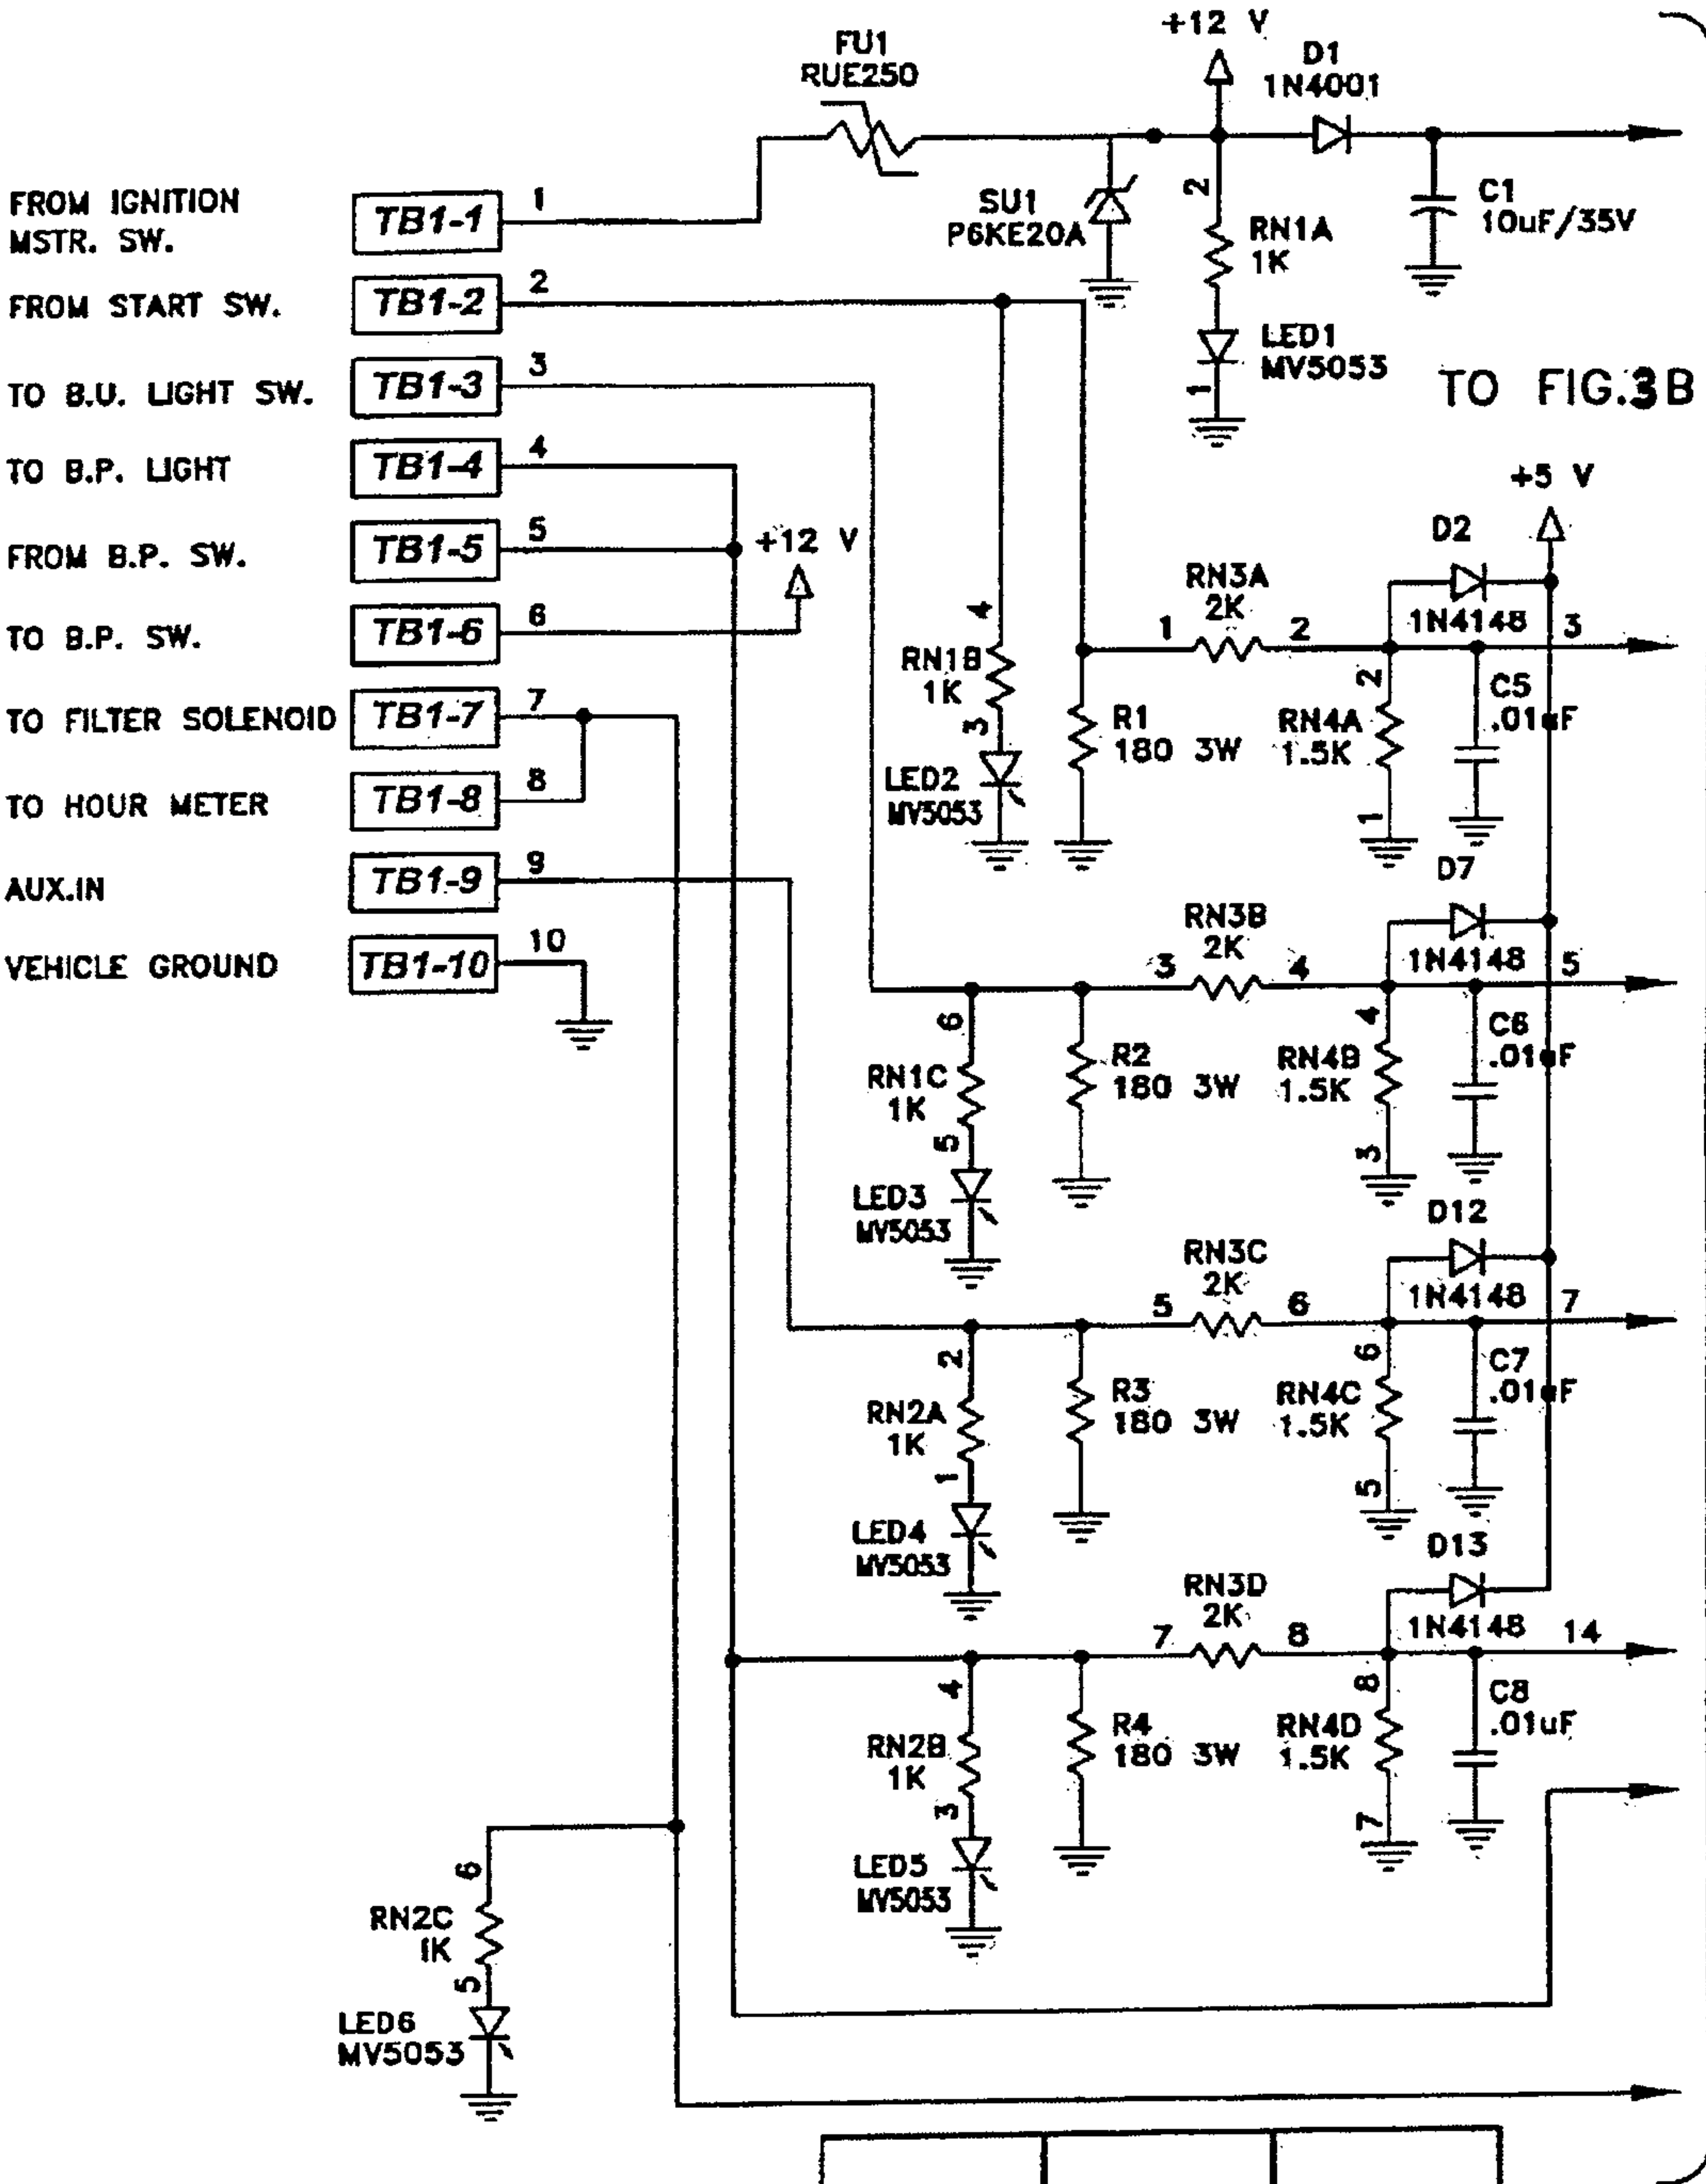 +12 V
FU1
RUE250
D1
1N4001
FROM IGNITION
MSTR. SW.
TB1-1
1
SU1
P6KE20A
2
RN1A
1K
C1
10uF/35V
FROM START SW.
TB1-2
2
LED1
MV5053
1
TO FIG.3B
TO B.U. LIGHT SW.
TB1-3
3
TO B.P. LIGHT
TB1-4
4
+5 V
FROM B.P. SW.
TB1-5
5
+12 V
D2
1N4148
TO B.P. SW.
TB1-6
6
RN3A
2K
1
2
3
4
RN1B
1K
3
LED2
MV5053
R1
180 3W
2
RN4A
1.5K
1
C5
.01uF
TO FILTER SOLENOID
TB1-7
7
TO HOUR METER
TB1-8
8
AUX.IN
TB1-9
9
VEHICLE GROUND
TB1-10
10
D7
1N4148
RN3B
2K
3
4
5
6
RN1C
1K
5
LED3
MV5053
R2
180 3W
4
RN4B
1.5K
3
C6
.01uF
D12
1N4148
RN3C
2K
5
6
7
2
RN2A
1K
1
LED4
MV5053
R3
180 3W
6
RN4C
1.5K
5
C7
.01uF
D13
1N4148
RN3D
2K
7
8
14
4
RN2B
1K
3
LED5
MV5053
R4
180 3W
8
RN4D
1.5K
7
C8
.01uF
6
RN2C
1K
5
LED6
MV5053